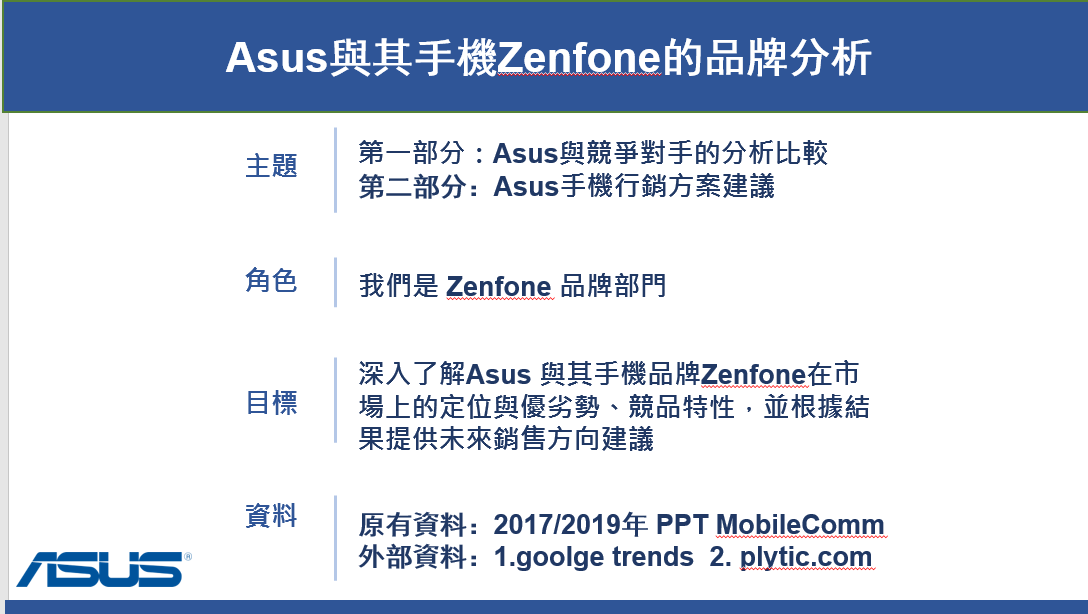 Asus與其手機Zenfone的品牌分析
主題
第一部分：Asus與競爭對手的分析比較
第二部分：Asus手機行銷方案建議
角色
我們是 Zenfone 品牌部門
目標
深入了解Asus 與其手機品牌Zenfone在市
場上的定位與優劣勢、競品特性，並根據結
果提供未來銷售方向建議
資料
原有資料：2017/2019年 PPT MobileComm
外部資料：1.goolge trends  2. plytic.com
ASUS®